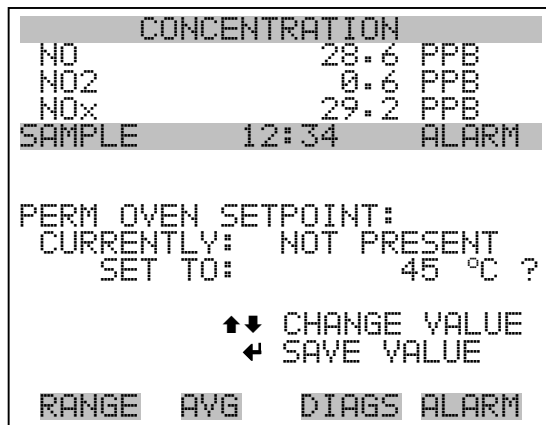 CONCENTRATION
NO 28.6 PPB
NO2 0.6 PPB
NOx 29.2 PPB
SAMPLE 12:34 ALARM
PERM OVEN SETPOINT:
CURRENTLY: NOT PRESENT
SET TO: 45 ºC ?
🠉🠋 CHANGE VALUE
↵ SAVE VALUE
RANGE AVG DIAGS ALARM